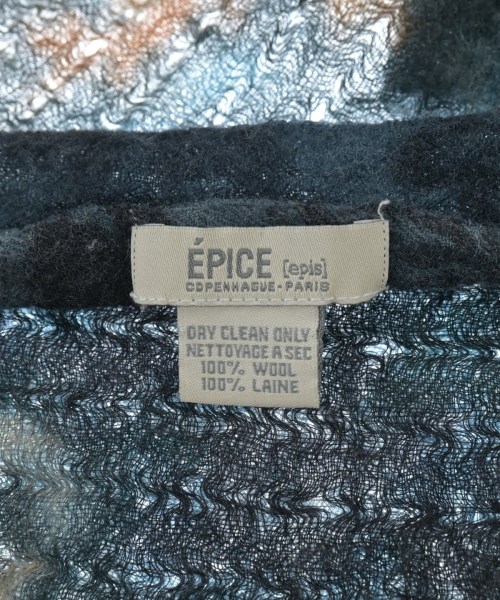 ÉPICE [epis]
COPENHAGUE-PARIS
DRY CLEAN ONLY
NETTOYAGE A SEC
100% WOOL
100% LAINE